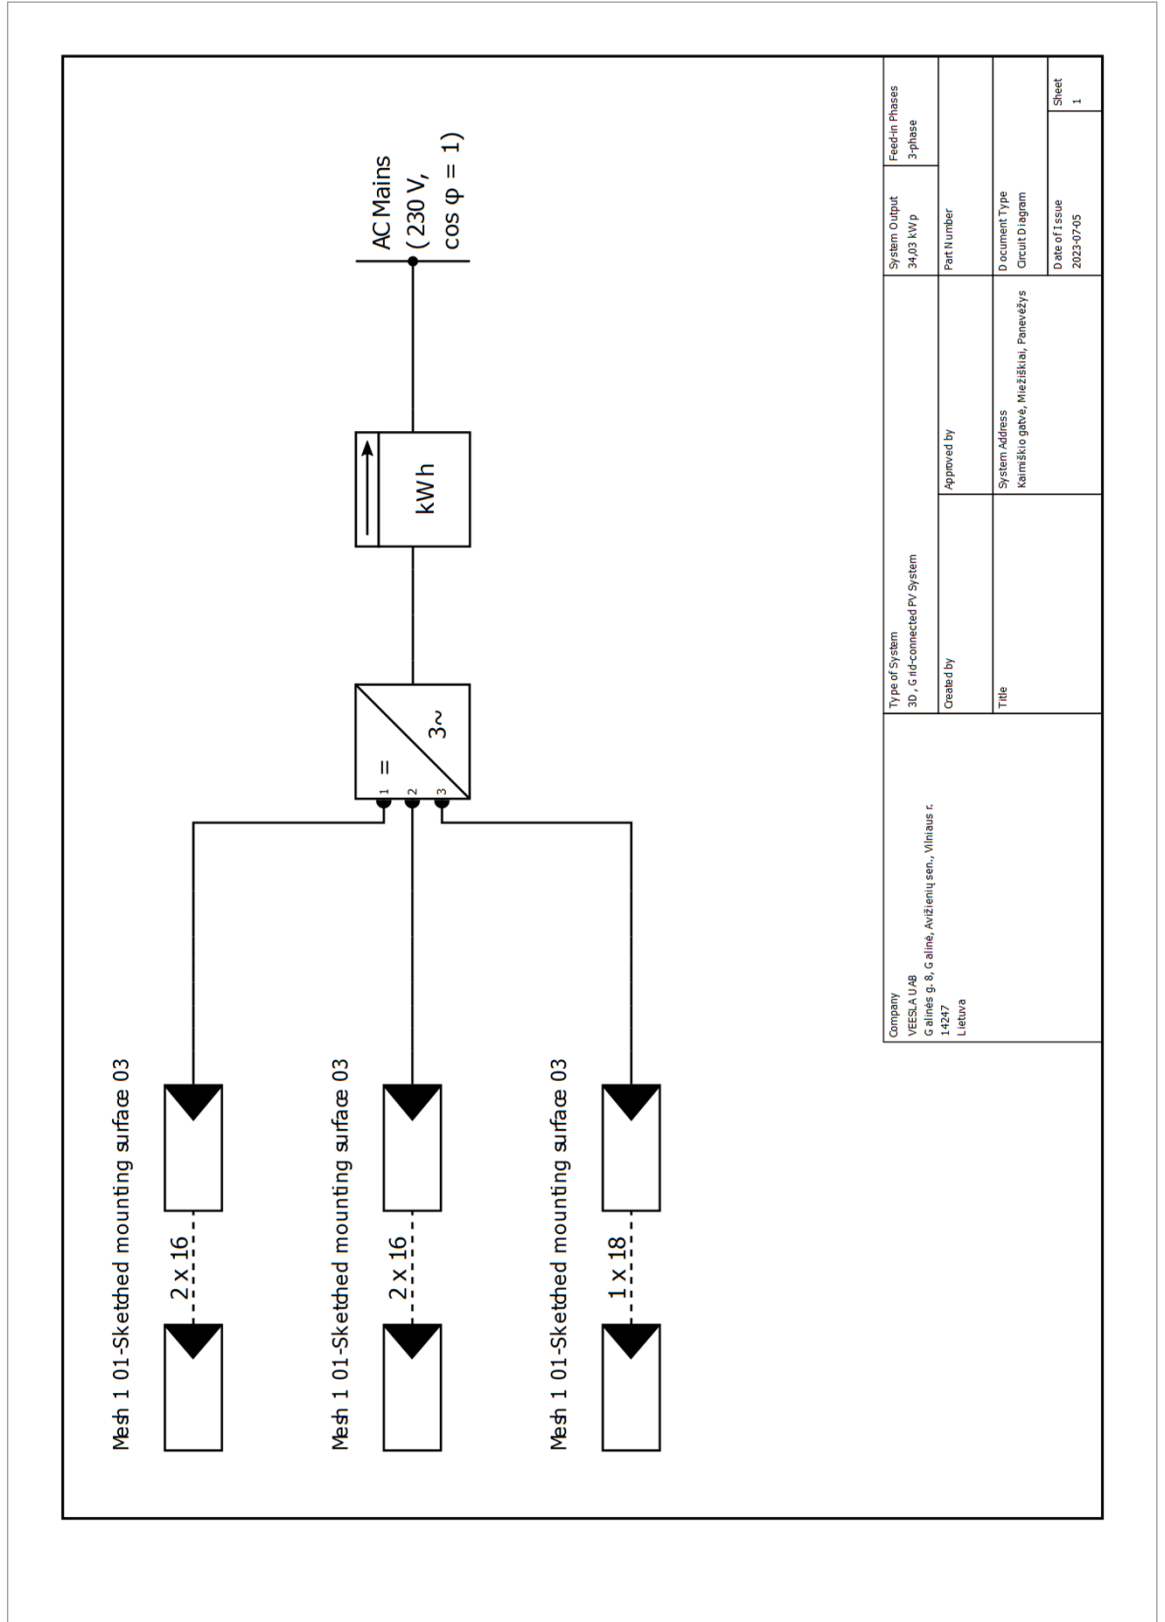 Mesh 1 01-Sketched mounting surface 03
2 x 16
Mesh 1 01-Sketched mounting surface 03
2 x 16
Mesh 1 01-Sketched mounting surface 03
1 x 18
1
2
3
=
3~
kWh
AC Mains
(230 V,
cos φ = 1)
Company
VEESLA UAB
Galinės g. 8, Galinė, Avižienių sen., Vilniaus r.
14247
Lietuva
Type of System
3D, Grid-connected PV System
System Output
34,03 kWp
Feed-in Phases
3-phase
Created by
Approved by
Part Number
Title
System Address
Kaimiškio gatvė, Miežiškiai, Panevėžys
Document Type
Circuit Diagram
Date of Issue
2023-07-05
Sheet
1